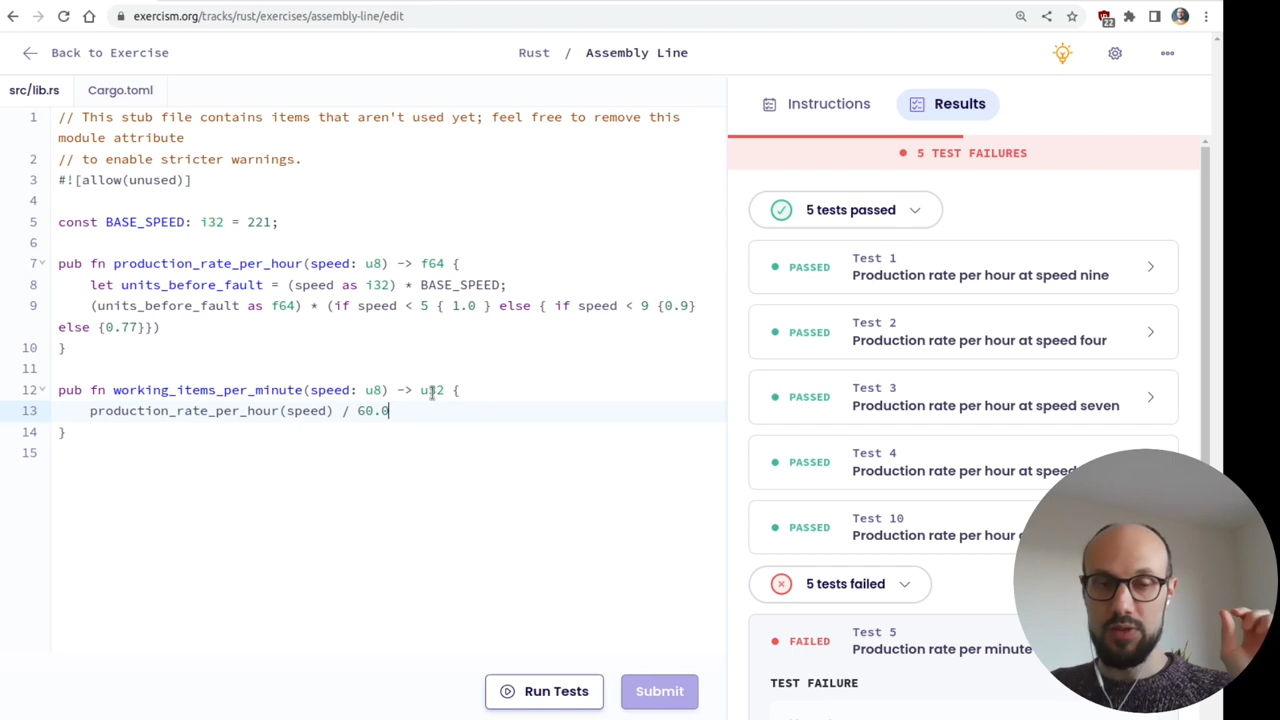 exercism.org/tracks/rust/exercises/assembly-line/edit
22
Back to Exercise
Rust / Assembly Line
src/lib.rs
Cargo.toml
Instructions
Results
1 // This stub file contains items that aren't used yet; feel free to remove this
module attribute
2 // to enable stricter warnings.
3 #![allow(unused)]
4
5 const BASE_SPEED: i32 = 221;
6
7 pub fn production_rate_per_hour(speed: u8) -> f64 {
8 let units_before_fault = (speed as i32) * BASE_SPEED;
9 (units_before_fault as f64) * (if speed < 5 { 1.0 } else { if speed < 9 {0.9}
else {0.77}})
10 }
11
12 pub fn working_items_per_minute(speed: u8) -> u32 {
13 production_rate_per_hour(speed) / 60.0
14 }
15
Run Tests
Submit
5 TEST FAILURES
5 tests passed
PASSED
Test 1
Production rate per hour at speed nine
PASSED
Test 2
Production rate per hour at speed four
PASSED
Test 3
Production rate per hour at speed seven
PASSED
Test 4
Production rate per hour at speed
PASSED
Test 10
Production rate per hour
5 tests failed
FAILED
Test 5
Production rate per minute
TEST FAILURE